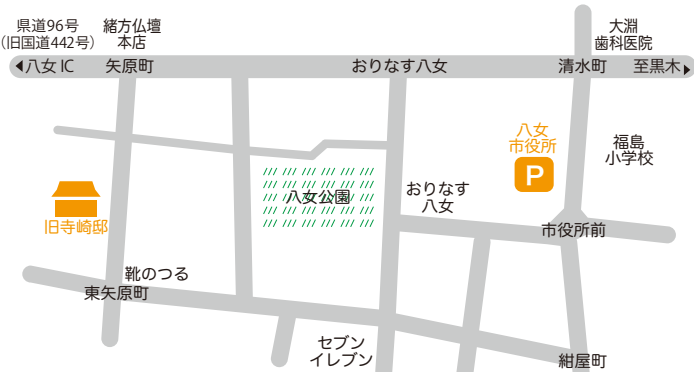 県道96号
(旧国道442号)
緒方仏壇
本店
大淵
歯科医院
八女 IC
矢原町
おりなす八女
清水町
至黒木
八女
市役所
P
福島
小学校
八女公園
おりなす
八女
旧寺崎邸
市役所前
靴のつる
東矢原町
セブン
イレブン
紺屋町